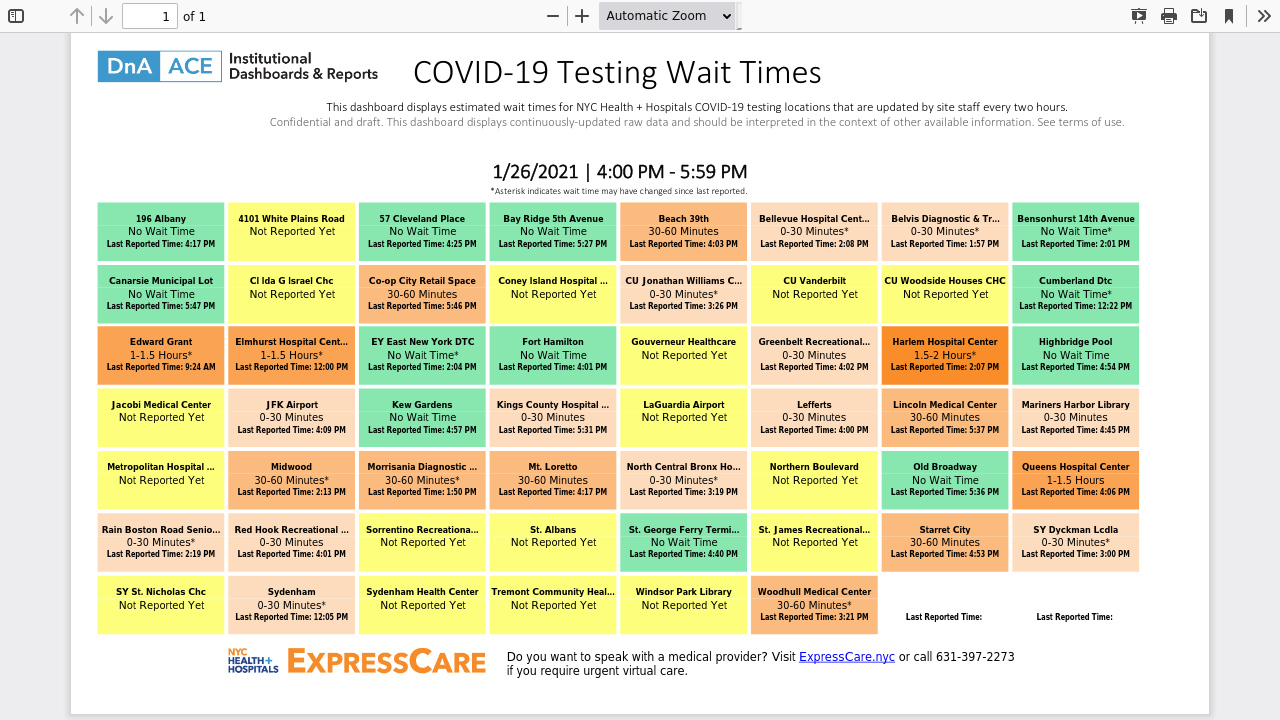 1 of 1 Automatic Zoom
DnA ACE Institutional
Dashboards & Reports
COVID-19 Testing Wait Times
This dashboard displays estimated wait times for NYC Health + Hospitals COVID-19 testing locations that are updated by site staff every two hours.
Confidential and draft. This dashboard displays continuously-updated raw data and should be interpreted in the context of other available information. See terms of use.
1/26/2021 | 4:00 PM - 5:59 PM
*Asterisk indicates wait time may have changed since last reported.
196 Albany
No Wait Time
Last Reported Time: 4:17 PM
4101 White Plains Road
Not Reported Yet
57 Cleveland Place
No Wait Time
Last Reported Time: 4:25 PM
Bay Ridge 5th Avenue
No Wait Time
Last Reported Time: 5:27 PM
Beach 39th
30-60 Minutes
Last Reported Time: 4:03 PM
Bellevue Hospital Cent...
0-30 Minutes*
Last Reported Time: 2:08 PM
Belvis Diagnostic & Tr...
0-30 Minutes*
Last Reported Time: 1:57 PM
Bensonhurst 14th Avenue
No Wait Time*
Last Reported Time: 2:01 PM
Canarsie Municipal Lot
No Wait Time
Last Reported Time: 5:47 PM
CI Ida G Israel Chc
Not Reported Yet
Co-op City Retail Space
30-60 Minutes
Last Reported Time: 5:46 PM
Coney Island Hospital ...
Not Reported Yet
CU Jonathan Williams C...
0-30 Minutes*
Last Reported Time: 3:26 PM
CU Vanderbilt
Not Reported Yet
CU Woodside Houses CHC
Not Reported Yet
Cumberland Dtc
No Wait Time*
Last Reported Time: 12:22 PM
Edward Grant
1-1.5 Hours*
Last Reported Time: 9:24 AM
Elmhurst Hospital Cent...
1-1.5 Hours*
Last Reported Time: 12:00 PM
EY East New York DTC
No Wait Time*
Last Reported Time: 2:04 PM
Fort Hamilton
No Wait Time
Last Reported Time: 4:01 PM
Gouverneur Healthcare
Not Reported Yet
Greenbelt Recreational...
0-30 Minutes
Last Reported Time: 4:02 PM
Harlem Hospital Center
1.5-2 Hours*
Last Reported Time: 2:07 PM
Highbridge Pool
No Wait Time
Last Reported Time: 4:54 PM
Jacobi Medical Center
Not Reported Yet
JFK Airport
0-30 Minutes
Last Reported Time: 4:09 PM
Kew Gardens
No Wait Time
Last Reported Time: 4:57 PM
Kings County Hospital ...
0-30 Minutes
Last Reported Time: 5:31 PM
LaGuardia Airport
Not Reported Yet
Lefferts
0-30 Minutes
Last Reported Time: 4:00 PM
Lincoln Medical Center
30-60 Minutes
Last Reported Time: 5:37 PM
Mariners Harbor Library
0-30 Minutes
Last Reported Time: 4:45 PM
Metropolitan Hospital ...
Not Reported Yet
Midwood
30-60 Minutes*
Last Reported Time: 2:13 PM
Morrisania Diagnostic ...
30-60 Minutes*
Last Reported Time: 1:50 PM
Mt. Loretto
30-60 Minutes
Last Reported Time: 4:17 PM
North Central Bronx Ho...
0-30 Minutes*
Last Reported Time: 3:19 PM
Northern Boulevard
Not Reported Yet
Old Broadway
No Wait Time
Last Reported Time: 5:36 PM
Queens Hospital Center
1-1.5 Hours
Last Reported Time: 4:06 PM
Rain Boston Road Senio...
0-30 Minutes*
Last Reported Time: 2:19 PM
Red Hook Recreational ...
0-30 Minutes
Last Reported Time: 4:01 PM
Sorrentino Recreationa...
Not Reported Yet
St. Albans
Not Reported Yet
St. George Ferry Termi...
No Wait Time
Last Reported Time: 4:40 PM
St. James Recreational...
Not Reported Yet
Starret City
30-60 Minutes
Last Reported Time: 4:53 PM
SY Dyckman Lcdla
0-30 Minutes*
Last Reported Time: 3:00 PM
SY St. Nicholas Chc
Not Reported Yet
Sydenham
0-30 Minutes*
Last Reported Time: 12:05 PM
Sydenham Health Center
Not Reported Yet
Tremont Community Heal...
Not Reported Yet
Windsor Park Library
Not Reported Yet
Woodhull Medical Center
30-60 Minutes*
Last Reported Time: 3:21 PM
Last Reported Time:
Last Reported Time:
NYC
HEALTH+
HOSPITALS
EXPRESSCARE
Do you want to speak with a medical provider? Visit ExpressCare.nyc or call 631-397-2273
if you require urgent virtual care.